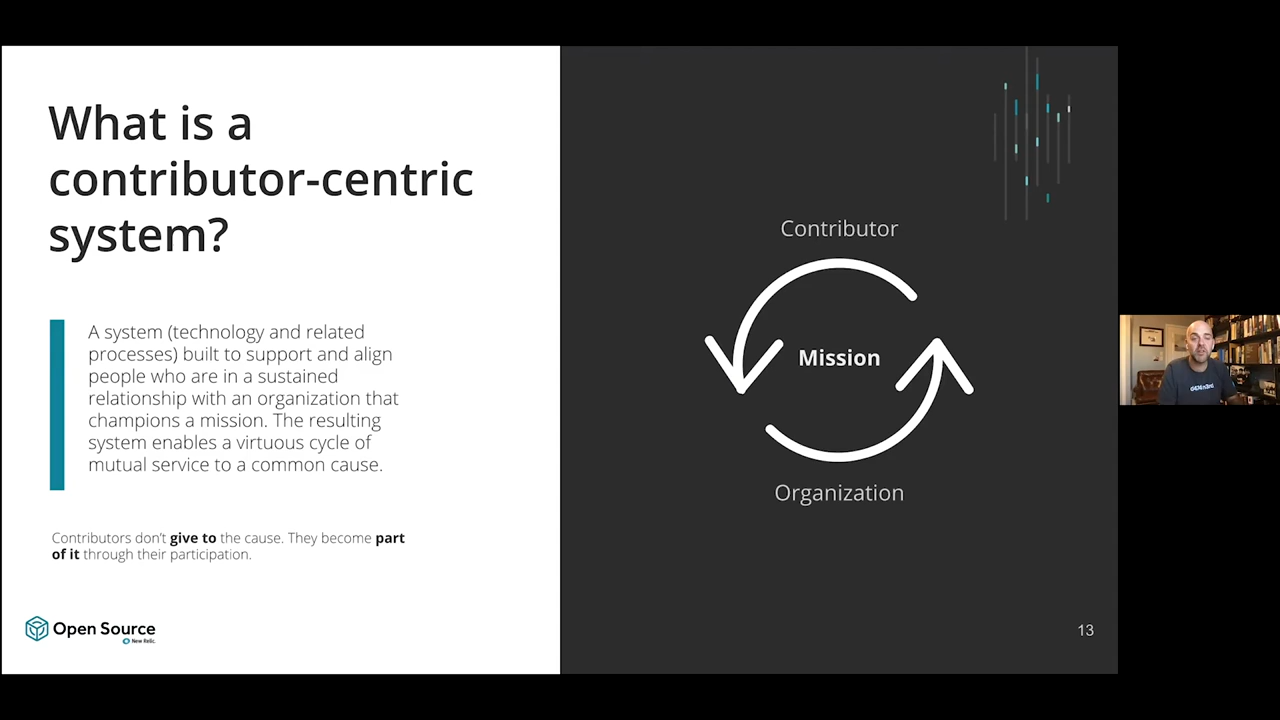 What is a
contributor-centric
system?
A system (technology and related
processes) built to support and align
people who are in a sustained
relationship with an organization that
champions a mission. The resulting
system enables a virtuous cycle of
mutual service to a common cause.
Contributors don't give to the cause. They become part
of it through their participation.
Open Source
New Relic.
Contributor
Mission
Organization
13